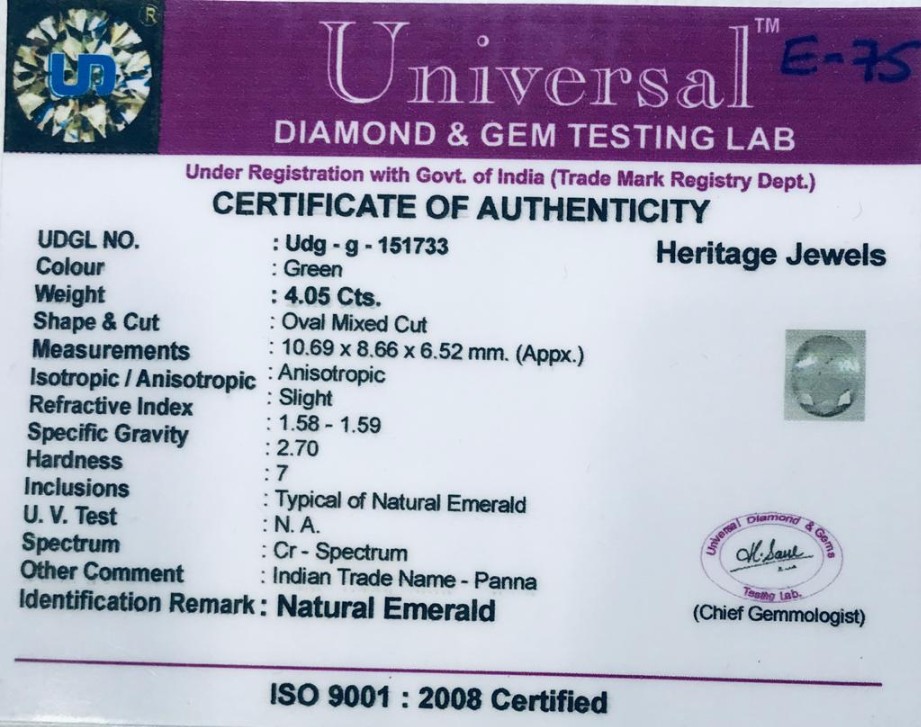 ®
UD
Universal™
E-75
DIAMOND & GEM TESTING LAB
Under Registration with Govt. of India (Trade Mark Registry Dept.)
CERTIFICATE OF AUTHENTICITY
UDGL NO. : Udg - g - 151733
Heritage Jewels
Colour : Green
Weight : 4.05 Cts.
Shape & Cut : Oval Mixed Cut
Measurements : 10.69 x 8.66 x 6.52 mm. (Appx.)
Isotropic / Anisotropic : Anisotropic
: Slight
Refractive Index : 1.58 - 1.59
Specific Gravity : 2.70
Hardness : 7
Inclusions : Typical of Natural Emerald
U. V. Test : N. A.
Spectrum : Cr - Spectrum
Other Comment : Indian Trade Name - Panna
Identification Remark : Natural Emerald
Universal Diamond & Gems
Testing Lab.
(Chief Gemmologist)
ISO 9001 : 2008 Certified